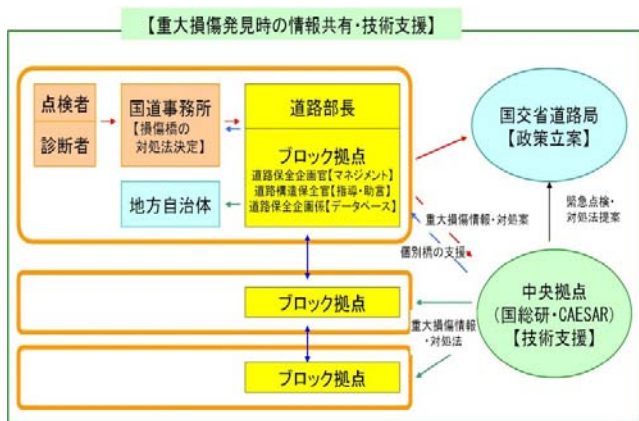 【重大損傷発見時の情報共有・技術支援】
点検者
診断者
国道事務所
【損傷橋の
対処法決定】
地方自治体
道路部長
ブロック拠点
道路保全企画官【マネジメント】
道路構造保全官【指導・助言】
道路保全企画係【データベース】
国交省道路局
【政策立案】
重大損傷情報・対処案
個別橋の支援
緊急点検・
対処法提案
中央拠点
(国総研・CAESAR)
【技術支援】
ブロック拠点
重大損傷情報
・対処法
ブロック拠点